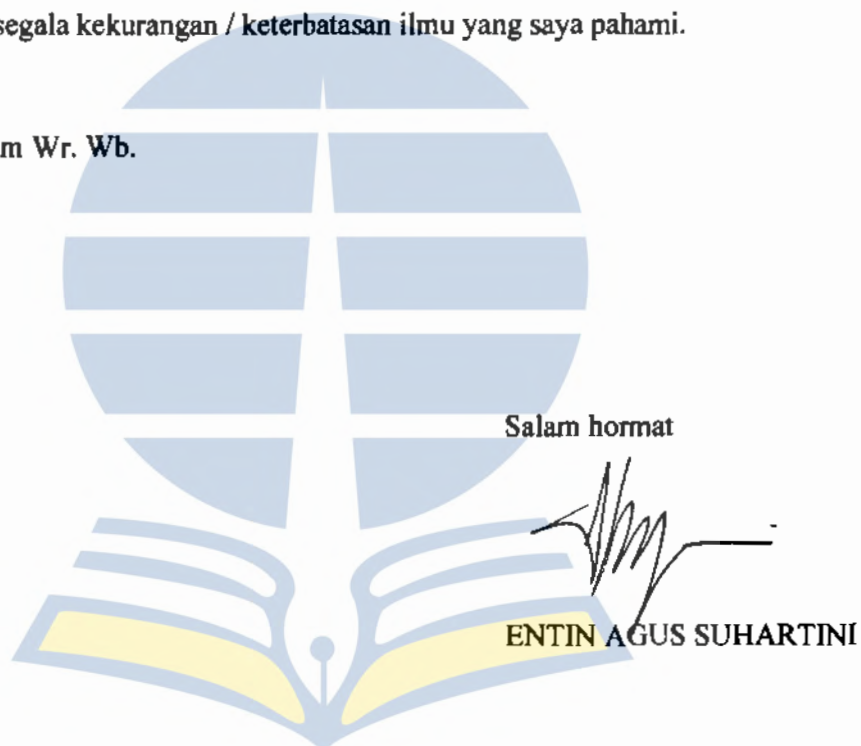 segala kekurangan / keterbatasan ilmu yang saya pahami.
m Wr. Wb.
Salam hormat
ENTIN AGUS SUHARTINI